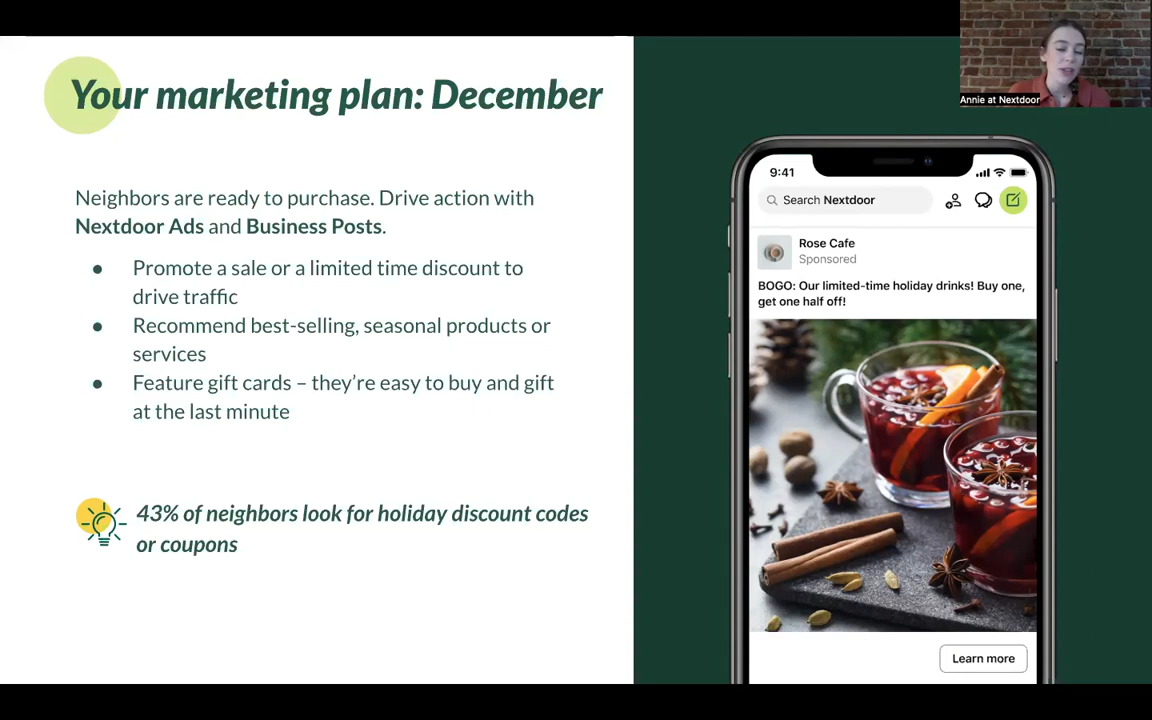 Your marketing plan: December
Neighbors are ready to purchase. Drive action with
Nextdoor Ads and Business Posts.
● Promote a sale or a limited time discount to
drive traffic
● Recommend best-selling, seasonal products or
services
● Feature gift cards – they’re easy to buy and gift
at the last minute
43% of neighbors look for holiday discount codes
or coupons
Annie at Nextdoor
9:41
Search Nextdoor
Rose Cafe
Sponsored
BOGO: Our limited-time holiday drinks! Buy one,
get one half off!
Learn more